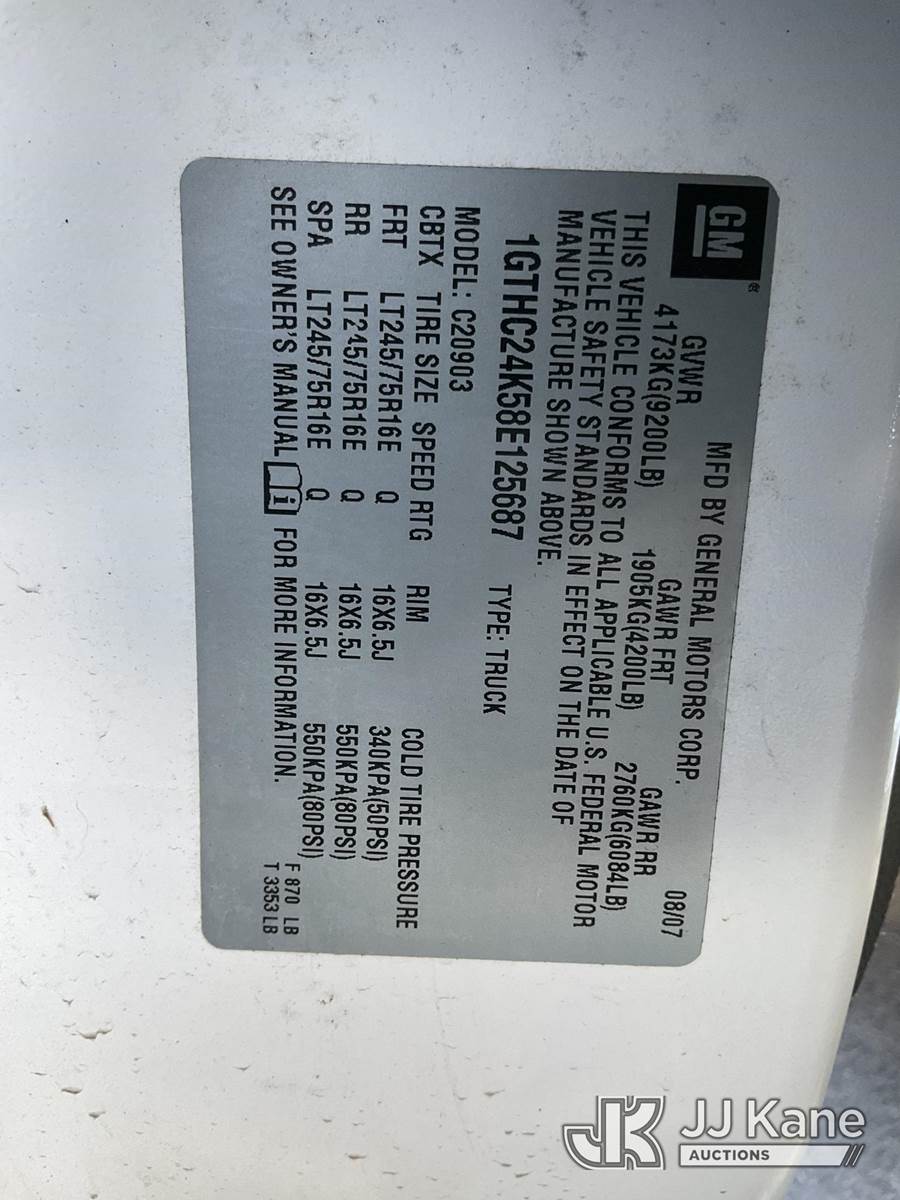 GM®
MFD BY GENERAL MOTORS CORP. 08/07
GVWR GAWR FRT GAWR RR
4173KG(9200LB) 1905KG(4200LB) 2760KG(6084LB)
THIS VEHICLE CONFORMS TO ALL APPLICABLE U.S. FEDERAL MOTOR
VEHICLE SAFETY STANDARDS IN EFFECT ON THE DATE OF
MANUFACTURE SHOWN ABOVE.
1GTHC24K58E125687 TYPE: TRUCK
MODEL: C20903
CBTX TIRE SIZE SPEED RTG RIM COLD TIRE PRESSURE
FRT LT245/75R16E Q 16X6.5J 340KPA(50PSI)
RR LT245/75R16E Q 16X6.5J 550KPA(80PSI)
SPA LT245/75R16E Q 16X6.5J 550KPA(80PSI)
SEE OWNER'S MANUAL i FOR MORE INFORMATION.
F 870 LB
T 3353 LB
JK JJ Kane
AUCTIONS